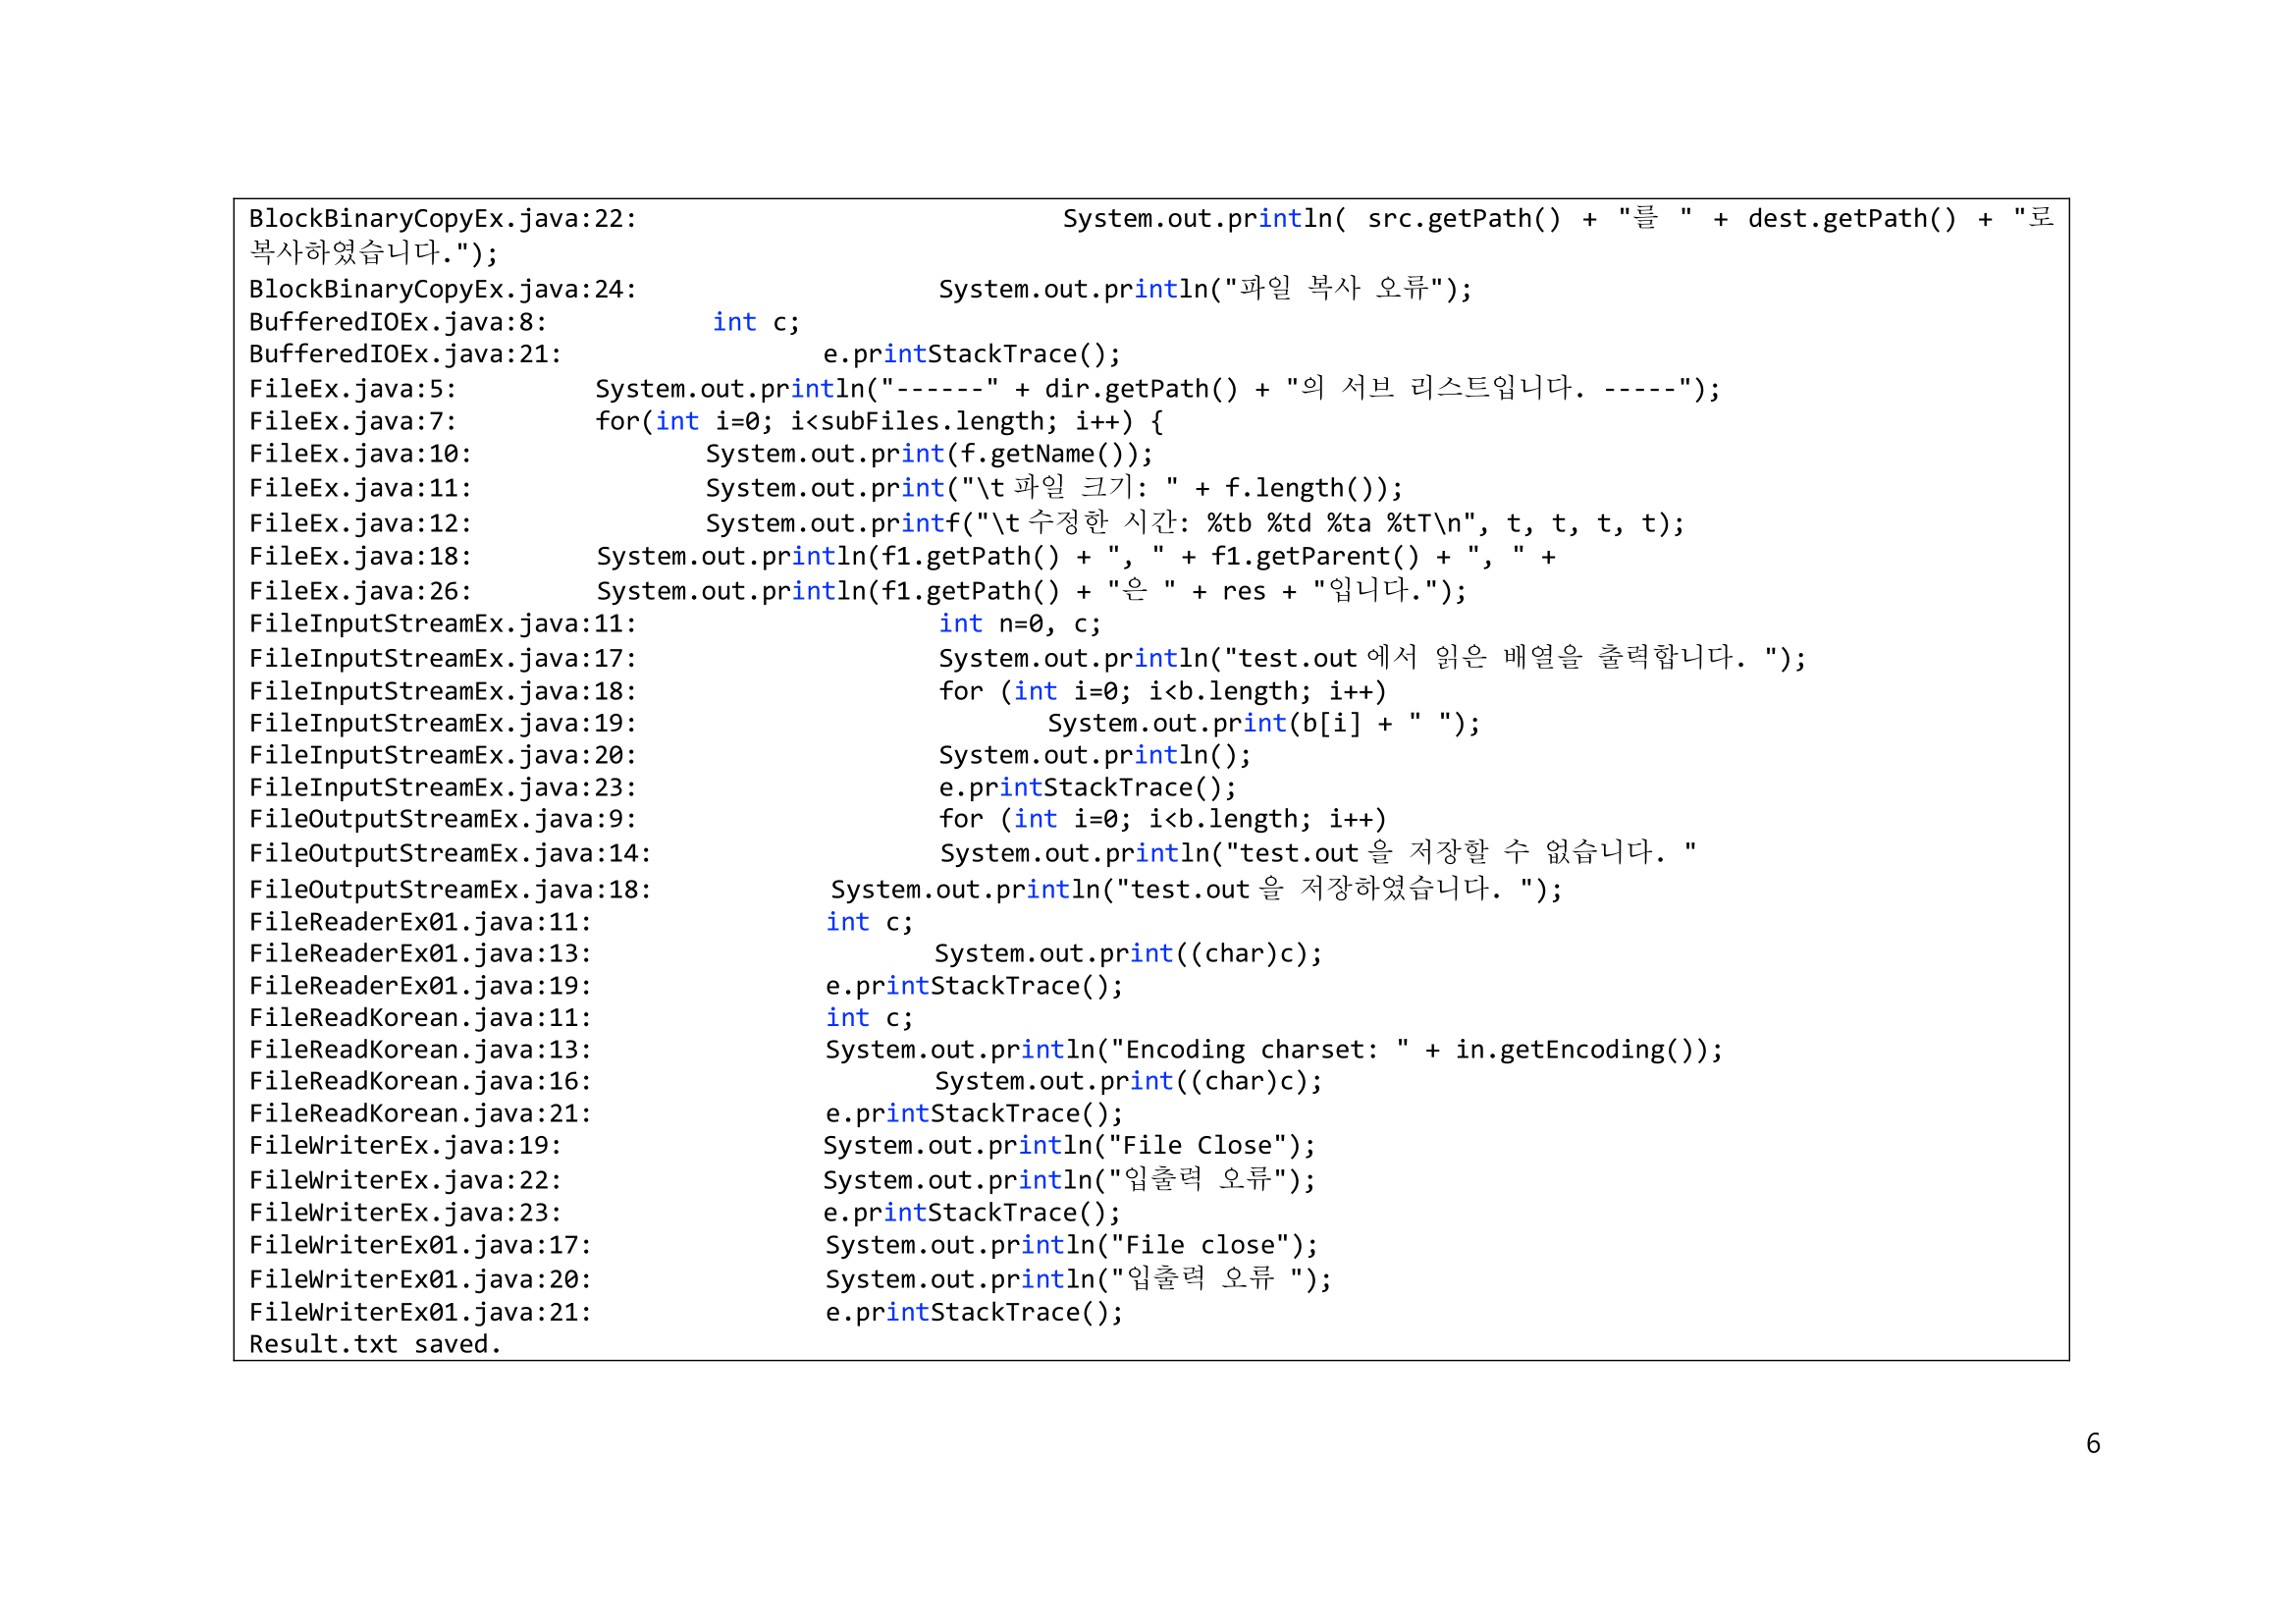 BlockBinaryCopyEx.java:22: System.out.println( src.getPath() + "를 " + dest.getPath() + "로
복사하였습니다.");
BlockBinaryCopyEx.java:24: System.out.println("파일 복사 오류");
BufferedIOEx.java:8: int c;
BufferedIOEx.java:21: e.printStackTrace();
FileEx.java:5: System.out.println("------" + dir.getPath() + "의 서브 리스트입니다. -----");
FileEx.java:7: for(int i=0; i<subFiles.length; i++) {
FileEx.java:10: System.out.print(f.getName());
FileEx.java:11: System.out.print("\t파일 크기: " + f.length());
FileEx.java:12: System.out.printf("\t수정한 시간: %tb %td %ta %tT\n", t, t, t, t);
FileEx.java:18: System.out.println(f1.getPath() + ", " + f1.getParent() + ", " +
FileEx.java:26: System.out.println(f1.getPath() + "은 " + res + "입니다.");
FileInputStreamEx.java:11: int n=0, c;
FileInputStreamEx.java:17: System.out.println("test.out에서 읽은 배열을 출력합니다. ");
FileInputStreamEx.java:18: for (int i=0; i<b.length; i++)
FileInputStreamEx.java:19: System.out.print(b[i] + " ");
FileInputStreamEx.java:20: System.out.println();
FileInputStreamEx.java:23: e.printStackTrace();
FileOutputStreamEx.java:9: for (int i=0; i<b.length; i++)
FileOutputStreamEx.java:14: System.out.println("test.out을 저장할 수 없습니다. "
FileOutputStreamEx.java:18: System.out.println("test.out을 저장하였습니다. ");
FileReaderEx01.java:11: int c;
FileReaderEx01.java:13: System.out.print((char)c);
FileReaderEx01.java:19: e.printStackTrace();
FileReadKorean.java:11: int c;
FileReadKorean.java:13: System.out.println("Encoding charset: " + in.getEncoding());
FileReadKorean.java:16: System.out.print((char)c);
FileReadKorean.java:21: e.printStackTrace();
FileWriterEx.java:19: System.out.println("File Close");
FileWriterEx.java:22: System.out.println("입출력 오류");
FileWriterEx.java:23: e.printStackTrace();
FileWriterEx01.java:17: System.out.println("File close");
FileWriterEx01.java:20: System.out.println("입출력 오류 ");
FileWriterEx01.java:21: e.printStackTrace();
Result.txt saved.
6